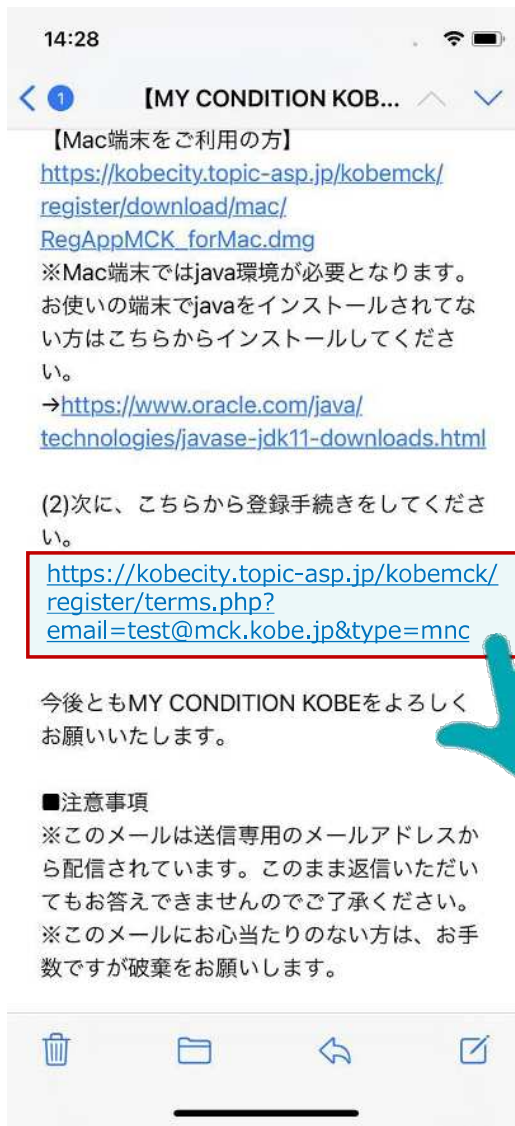 14:28
1
【MY CONDITION KOB...
【Mac端末をご利用の方】
https://kobecity.topic-asp.jp/kobemck/
register/download/mac/
RegAppMCK_forMac.dmg
※Mac端末ではjava環境が必要となります。
お使いの端末でjavaをインストールされてな
い方はこちらからインストールしてくださ
い。
→https://www.oracle.com/java/
technologies/javase-jdk11-downloads.html
(2)次に、こちらから登録手続きをしてくださ
い。
https://kobecity.topic-asp.jp/kobemck/
register/terms.php?
email=test@mck.kobe.jp&type=mnc
今後ともMY CONDITION KOBEをよろしく
お願いいたします。
■注意事項
※このメールは送信専用のメールアドレスか
ら配信されています。このまま返信いただい
てもお答えできませんのでご了承ください。
※このメールにお心当たりのない方は、お手
数ですが破棄をお願いします。